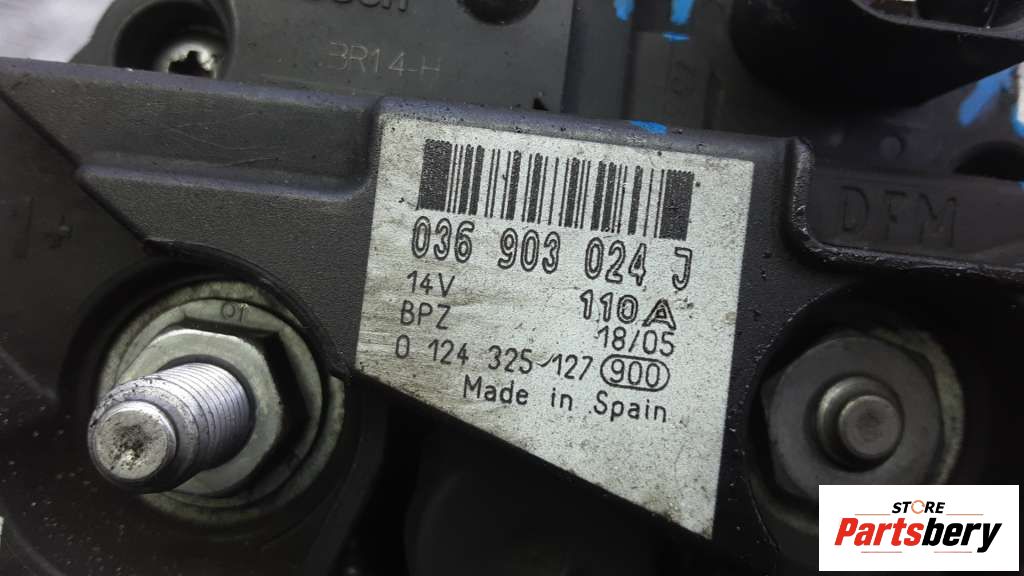 BR14-H
036 903 024 J
14V 110A
BPZ 18/05
0 124 325 127 900
Made in Spain
DFM
01
STORE
Partsbery